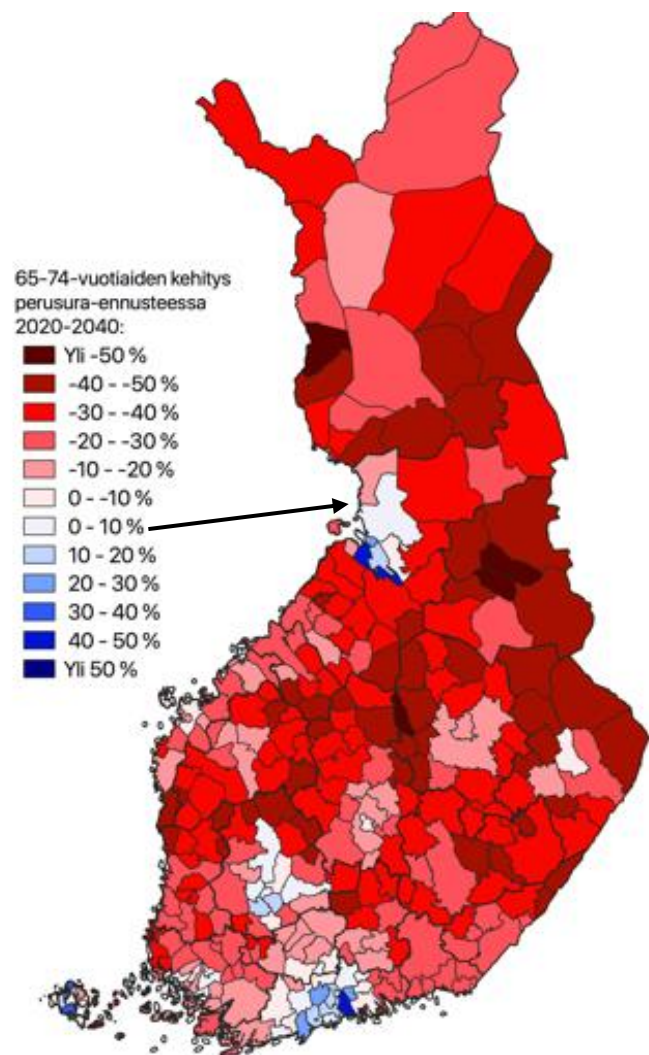 65-74-vuotiaiden kehitys
perusura-ennusteessa
2020-2040:
Yli -50 %
-40 - -50 %
-30 - -40 %
-20 - -30 %
-10 - -20 %
0 - -10 %
0 - 10 %
10 - 20 %
20 - 30 %
30 - 40 %
40 - 50 %
Yli 50 %